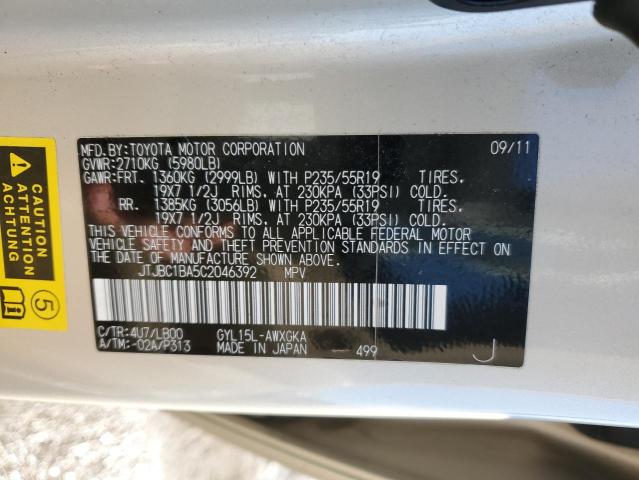 MFD.BY:TOYOTA MOTOR CORPORATION 09/11
GVWR:2710KG (5980LB)
GAWR:FRT. 1360KG (2999LB) WITH P235/55R19 TIRES.
19X7 1/2J RIMS. AT 230KPA (33PSI) COLD.
RR. 1385KG (3056LB) WITH P235/55R19 TIRES.
19X7 1/2J RIMS. AT 230KPA (33PSI) COLD.
THIS VEHICLE CONFORMS TO ALL APPLICABLE FEDERAL MOTOR
VEHICLE SAFETY AND THEFT PREVENTION STANDARDS IN EFFECT ON
THE DATE OF MANUFACTURE SHOWN ABOVE.
JTJBC1BA5C2046392 MPV
C/TR:4U7/LB00 GYL15L-AWXGKA
A/TM:-02A/P313 MADE IN JAPAN 499
J
CAUTION
ATTENTION
ACHTUNG
5